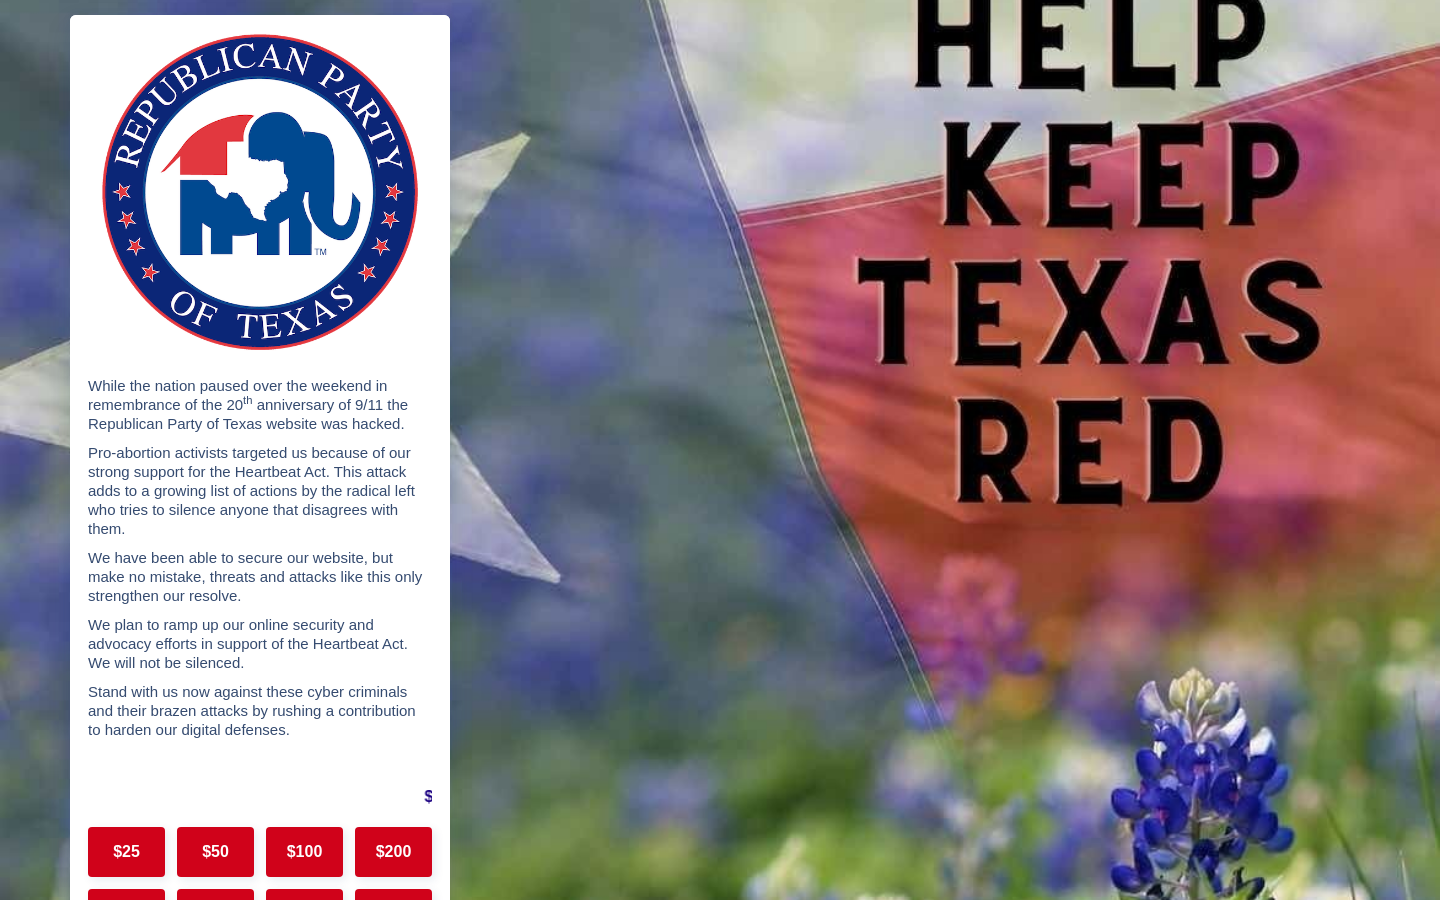 REPUBLICAN PARTY
OF TEXAS
TM
While the nation paused over the weekend in
remembrance of the 20th anniversary of 9/11 the
Republican Party of Texas website was hacked.
Pro-abortion activists targeted us because of our
strong support for the Heartbeat Act. This attack
adds to a growing list of actions by the radical left
who tries to silence anyone that disagrees with
them.
We have been able to secure our website, but
make no mistake, threats and attacks like this only
strengthen our resolve.
We plan to ramp up our online security and
advocacy efforts in support of the Heartbeat Act.
We will not be silenced.
Stand with us now against these cyber criminals
and their brazen attacks by rushing a contribution
to harden our digital defenses.
$
$25 $50 $100 $200
HELP
KEEP
TEXAS
RED